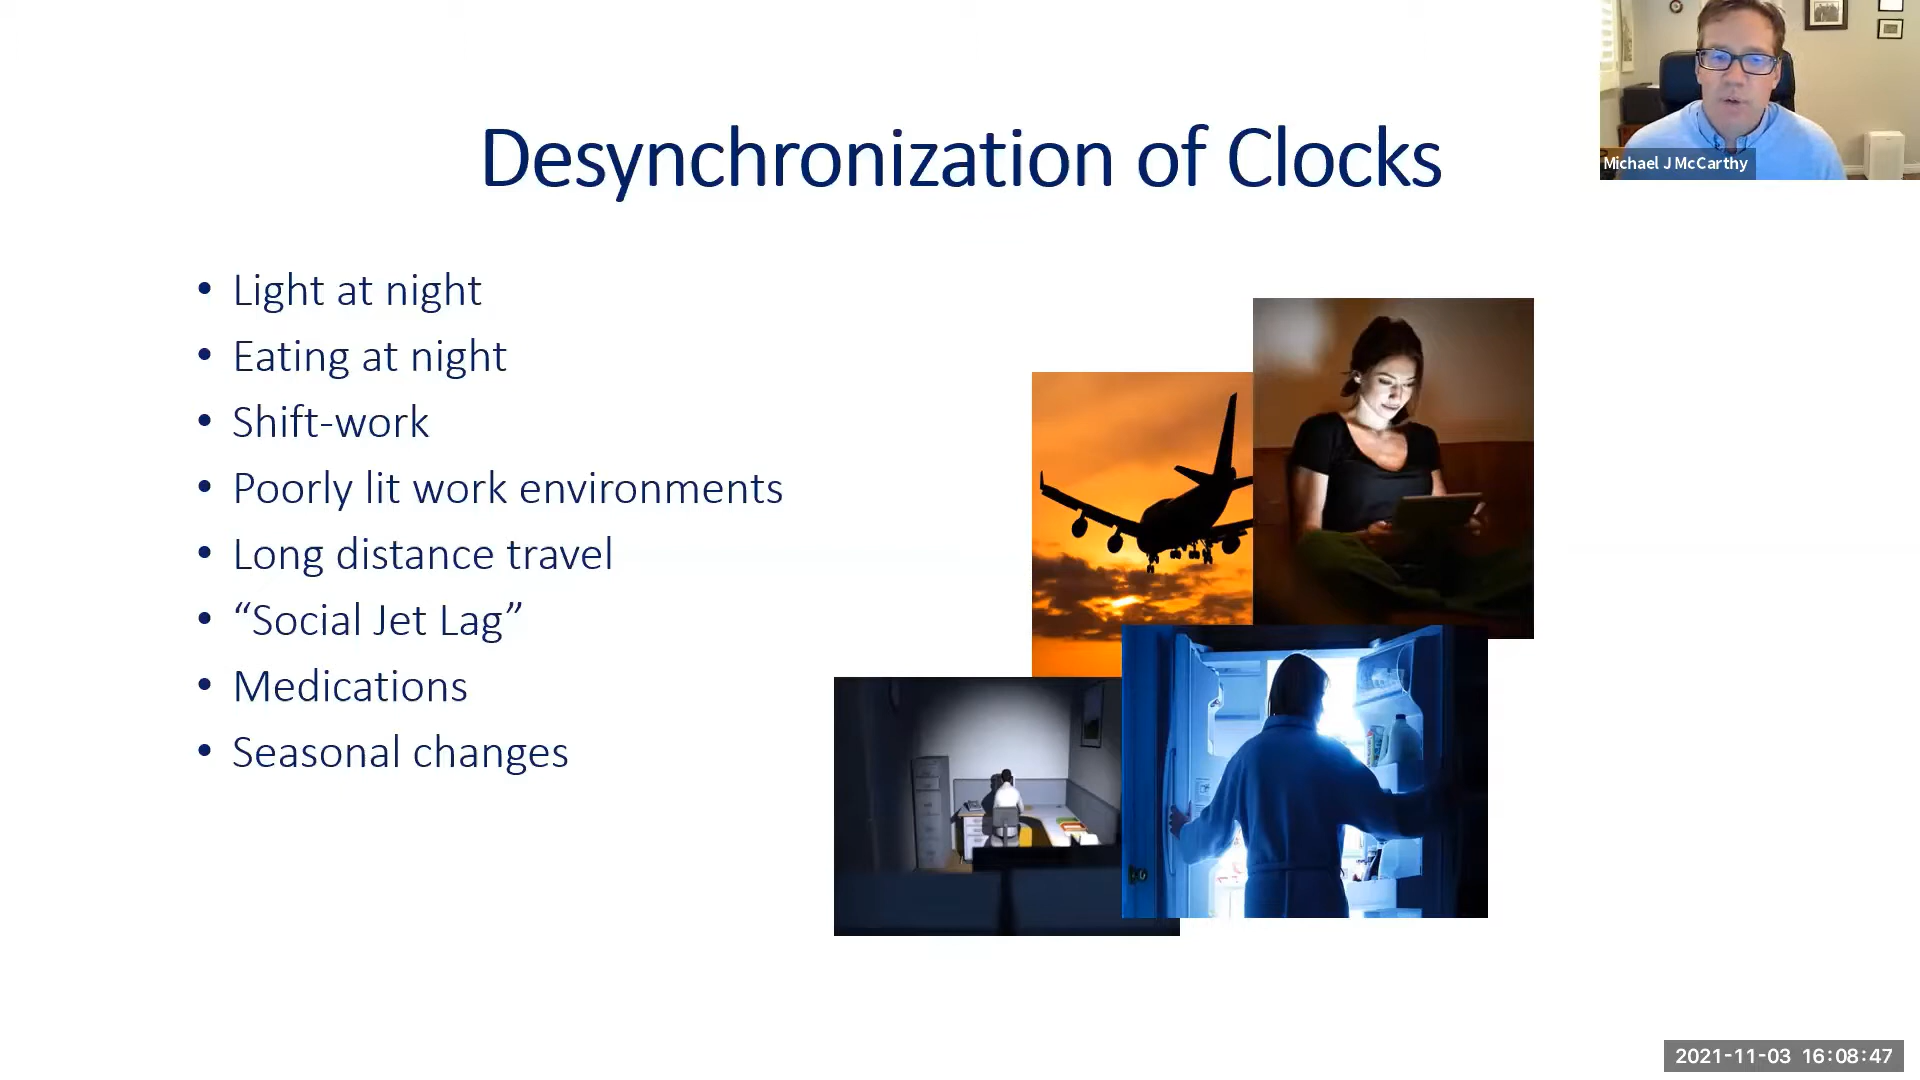 Desynchronization of Clocks
Michael J McCarthy
• Light at night
• Eating at night
• Shift-work
• Poorly lit work environments
• Long distance travel
• “Social Jet Lag”
• Medications
• Seasonal changes
2021-11-03 16:08:47